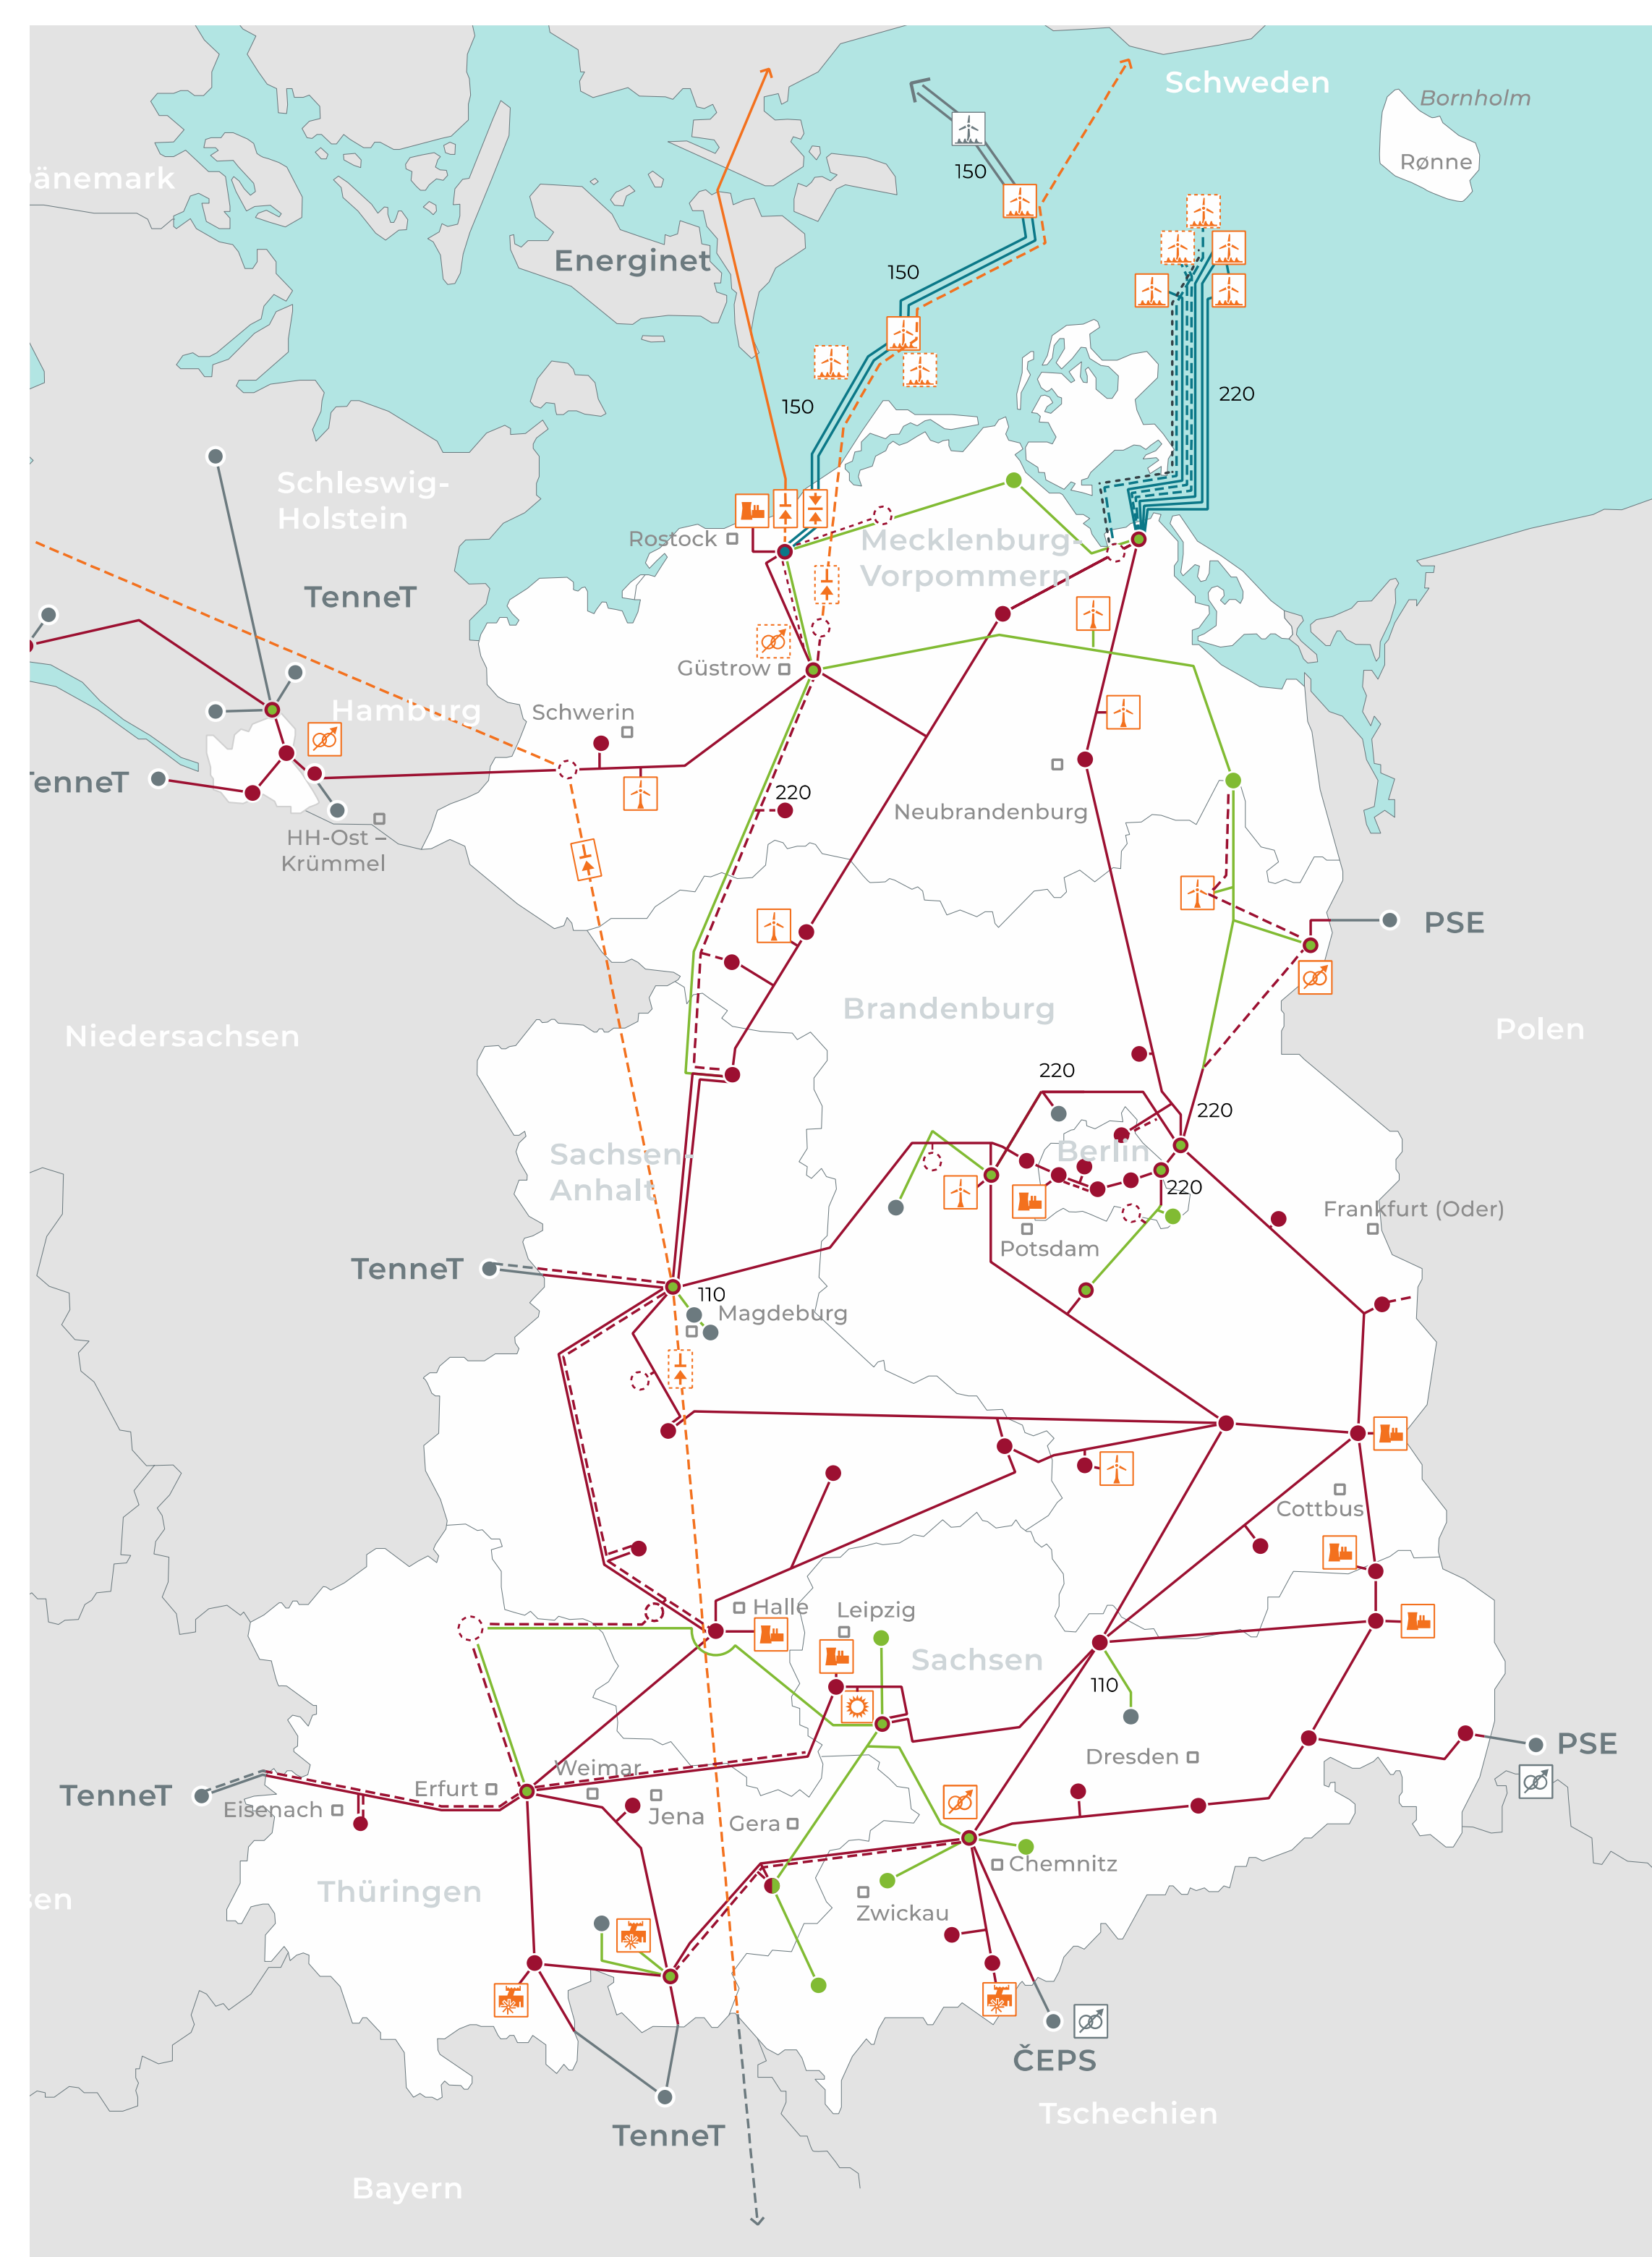 Schweden
Bornholm
Rønne
150
änemark
Energinet
150
220
150
Schleswig-
Holstein
Rostock
Mecklenburg-
Vorpommern
TenneT
Güstrow
Hamburg
Schwerin
TenneT
220
Neubrandenburg
HH-Ost –
Krümmel
PSE
Brandenburg
Niedersachsen
Polen
220
220
Sachsen-
Anhalt
Berlin
220
Frankfurt (Oder)
Potsdam
TenneT
110
Magdeburg
Cottbus
Halle
Leipzig
Sachsen
110
Dresden
PSE
Weimar
Erfurt
TenneT
Eisenach
Jena
Gera
Chemnitz
Thüringen
sen
Zwickau
ČEPS
Tschechien
TenneT
Bayern